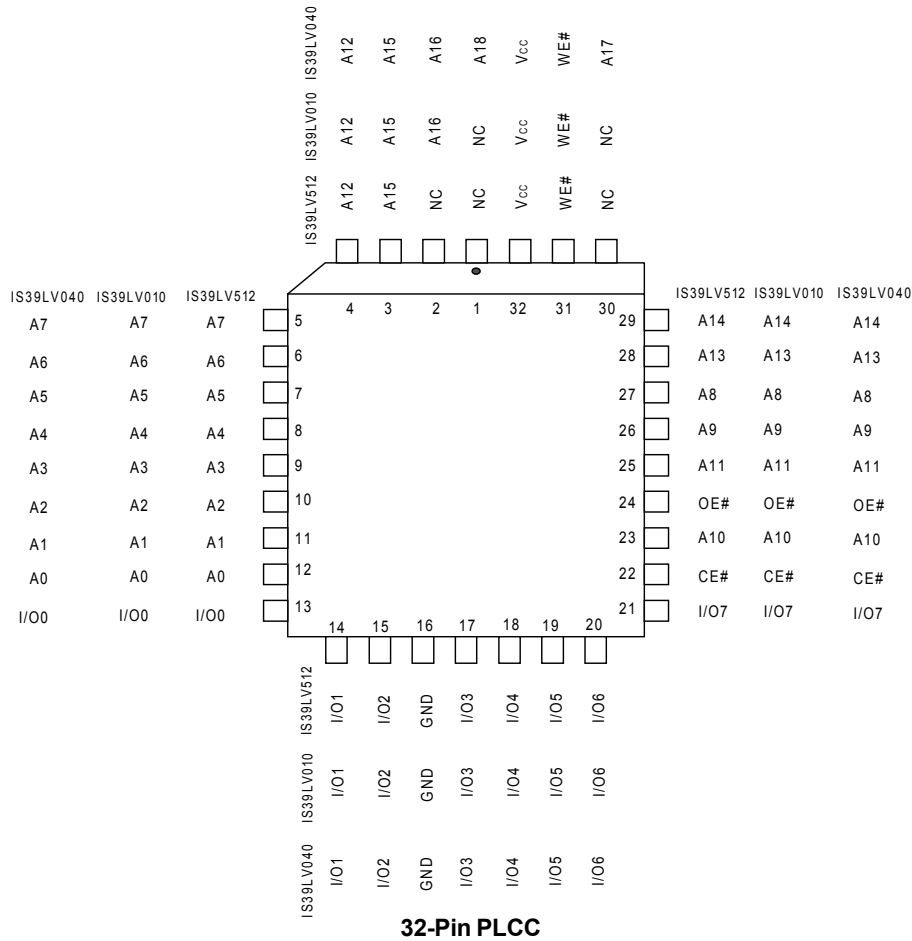 IS39LV040 A12 A15 A16 A18 Vcc WE# A17
IS39LV010 A12 A15 A16 NC Vcc WE# NC
IS39LV512 A12 A15 NC NC Vcc WE# NC
4 3 2 1 32 31 30
IS39LV040 IS39LV010 IS39LV512 IS39LV512 IS39LV010 IS39LV040
A7 A7 A7 5 29 A14 A14 A14
A6 A6 A6 6 28 A13 A13 A13
A5 A5 A5 7 27 A8 A8 A8
A4 A4 A4 8 26 A9 A9 A9
A3 A3 A3 9 25 A11 A11 A11
A2 A2 A2 10 24 OE# OE# OE#
A1 A1 A1 11 23 A10 A10 A10
A0 A0 A0 12 22 CE# CE# CE#
I/O0 I/O0 I/O0 13 21 I/O7 I/O7 I/O7
14 15 16 17 18 19 20
IS39LV512 I/O1 I/O2 GND I/O3 I/O4 I/O5 I/O6
IS39LV010 I/O1 I/O2 GND I/O3 I/O4 I/O5 I/O6
IS39LV040 I/O1 I/O2 GND I/O3 I/O4 I/O5 I/O6
32-Pin PLCC